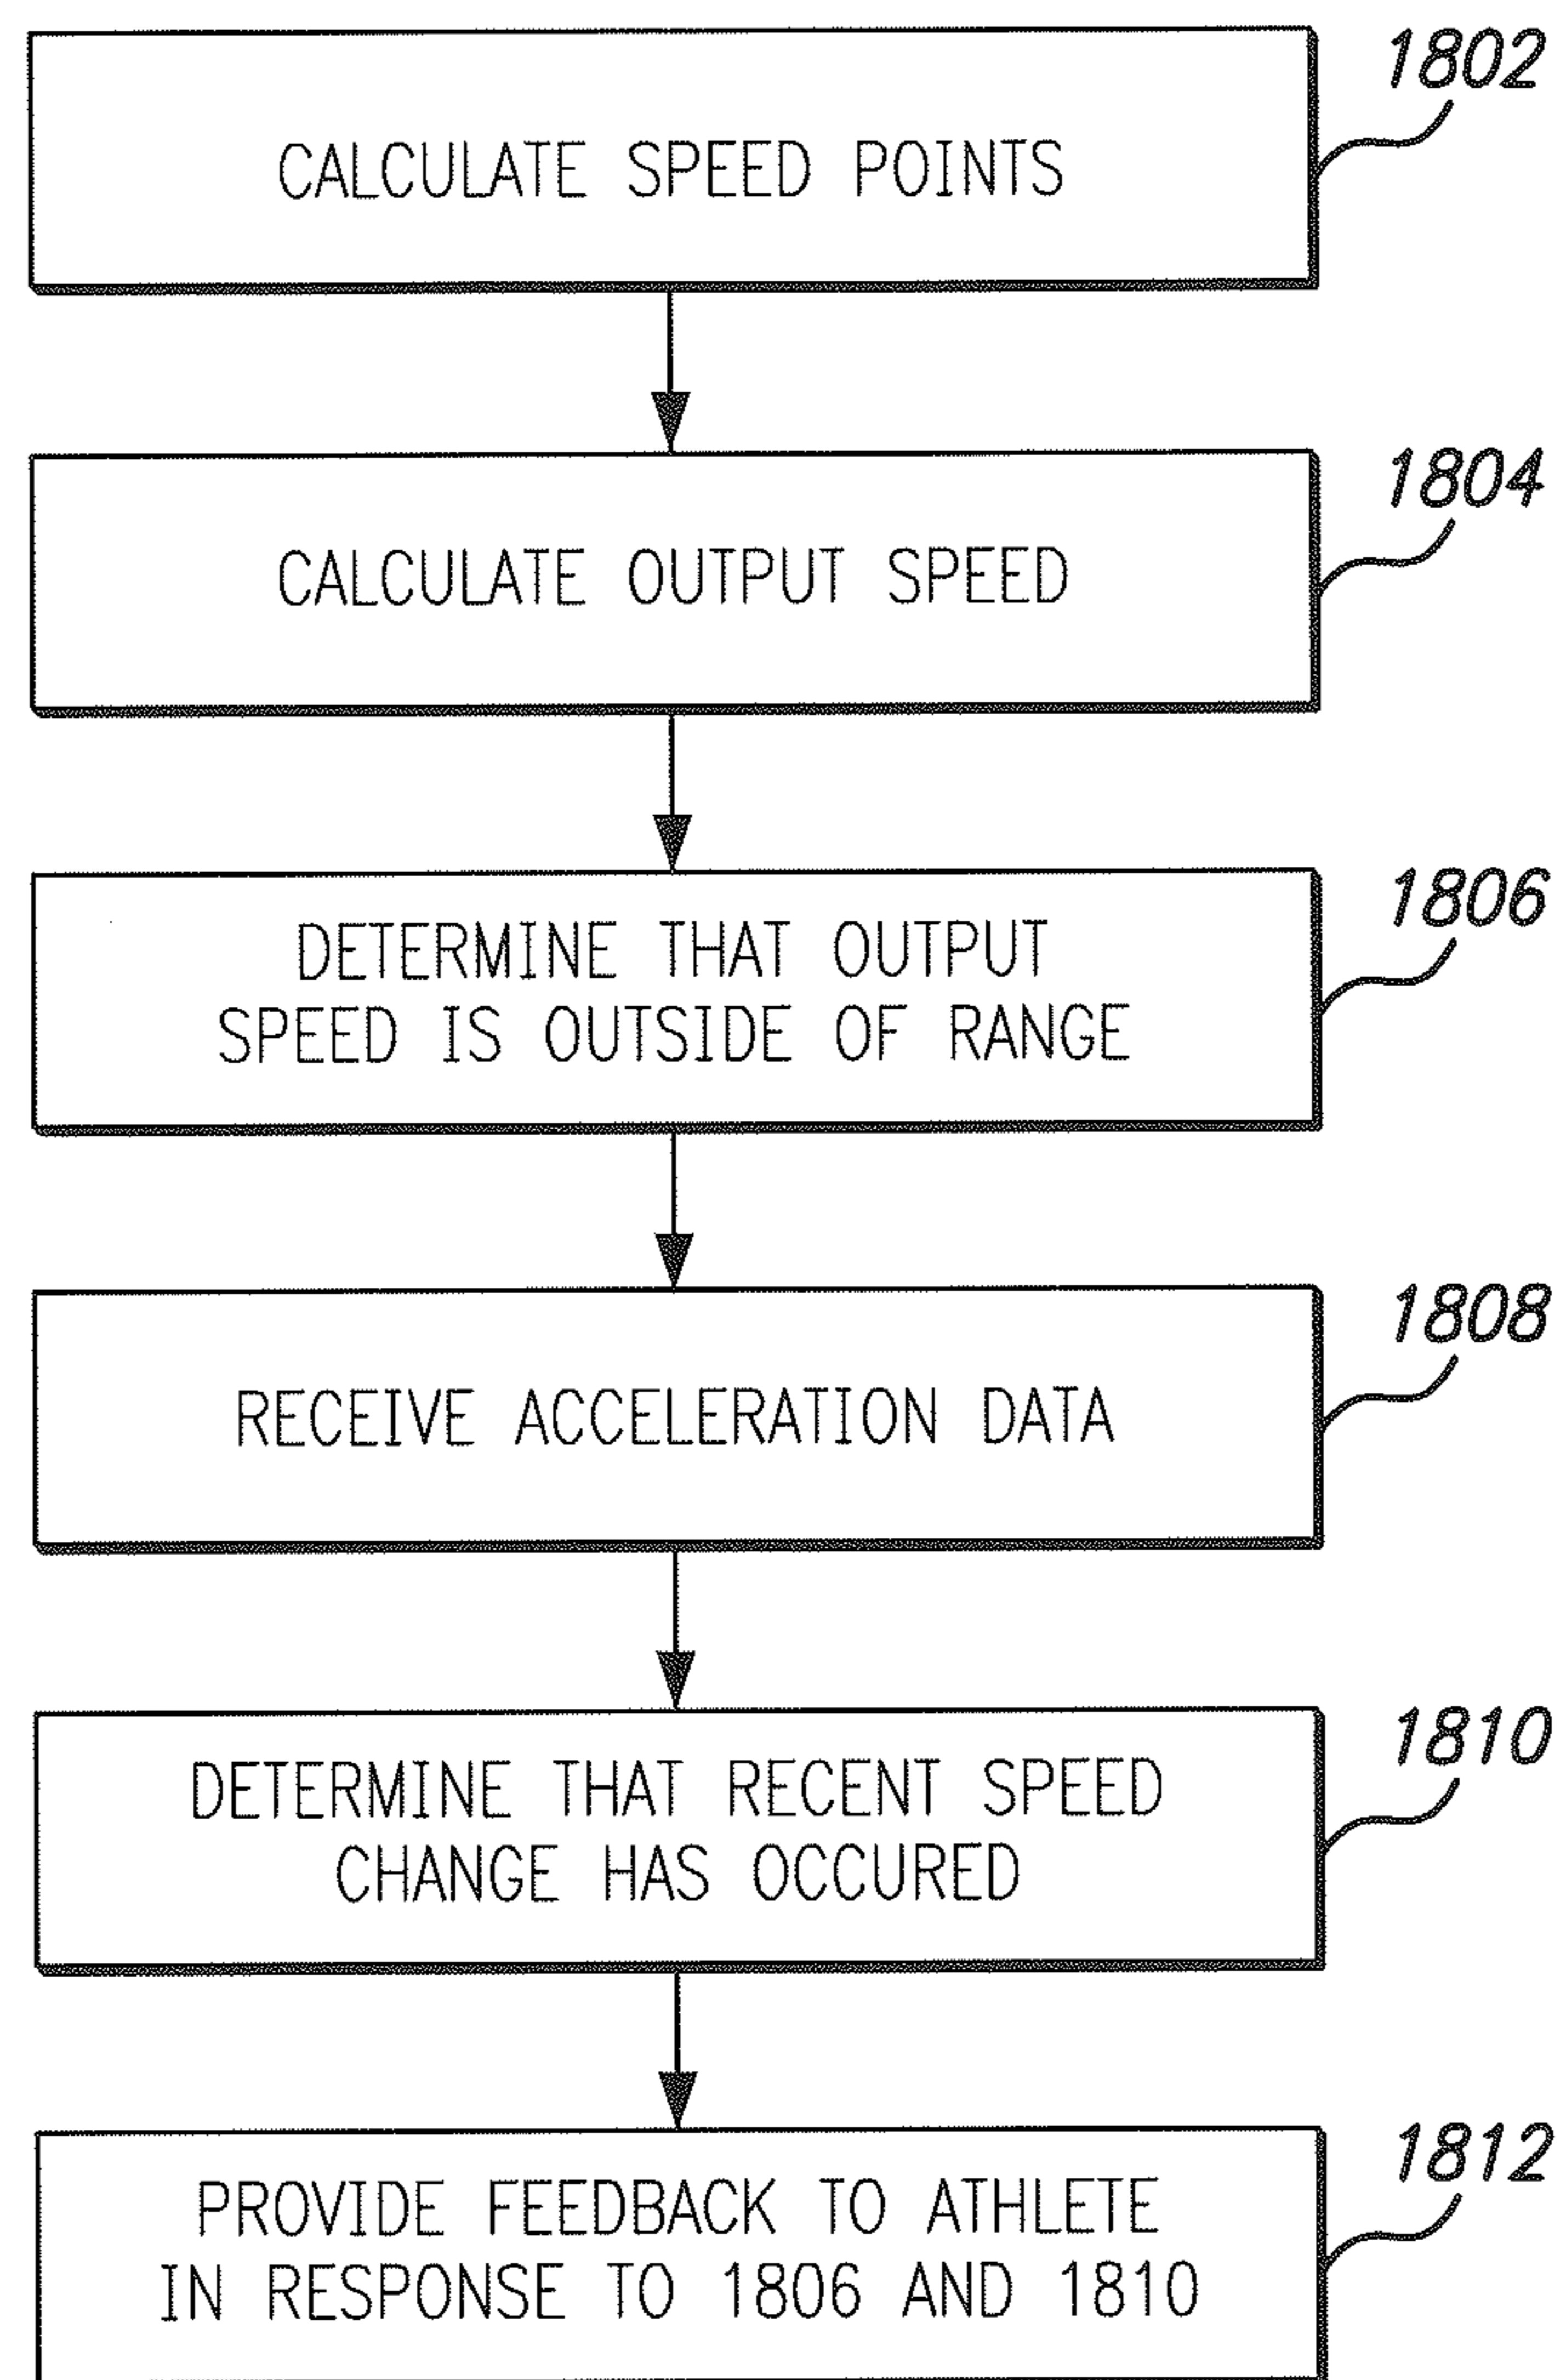 1802
CALCULATE SPEED POINTS
1804
CALCULATE OUTPUT SPEED
1806
DETERMINE THAT OUTPUT
SPEED IS OUTSIDE OF RANGE
1808
RECEIVE ACCELERATION DATA
1810
DETERMINE THAT RECENT SPEED
CHANGE HAS OCCURED
1812
PROVIDE FEEDBACK TO ATHLETE
IN RESPONSE TO 1806 AND 1810